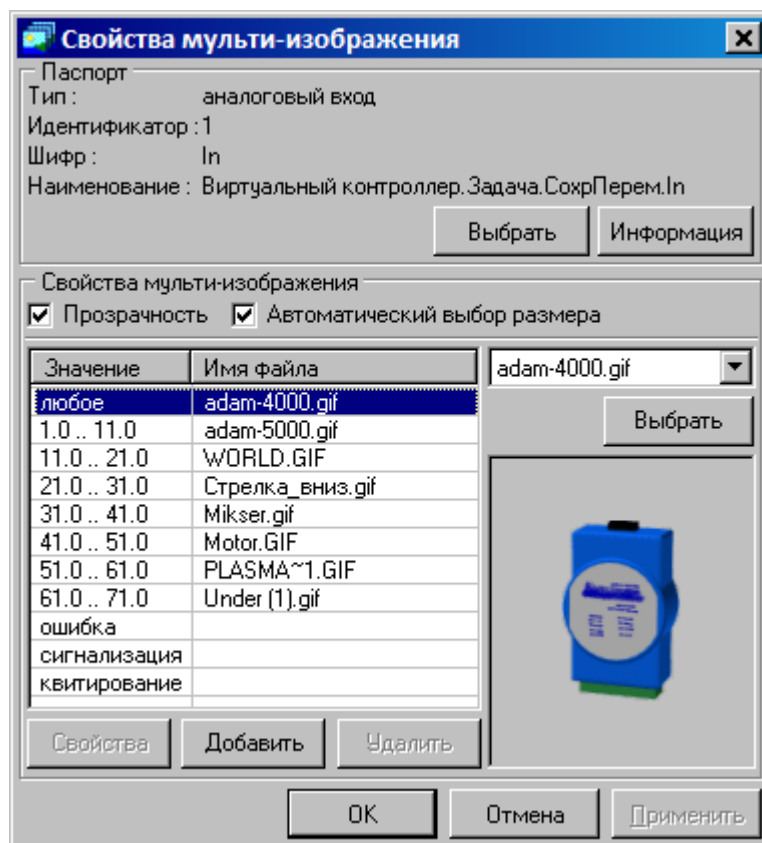 Свойства мульти-изображения
Паспорт
Тип : аналоговый вход
Идентификатор : 1
Шифр : In
Наименование : Виртуальный контроллер.Задача.СохрПерем.In
Выбрать Информация
Свойства мульти-изображения
Прозрачность Автоматический выбор размера
Значение Имя файла adam-4000.gif
любое adam-4000.gif
Выбрать
1.0 .. 11.0 adam-5000.gif
11.0 .. 21.0 WORLD.GIF
21.0 .. 31.0 Стрелка_вниз.gif
31.0 .. 41.0 Mikser.gif
41.0 .. 51.0 Motor.GIF
51.0 .. 61.0 PLASMA~1.GIF
61.0 .. 71.0 Under (1).gif
ошибка
сигнализация
квитирование
Свойства Добавить Удалить
OK Отмена Применить